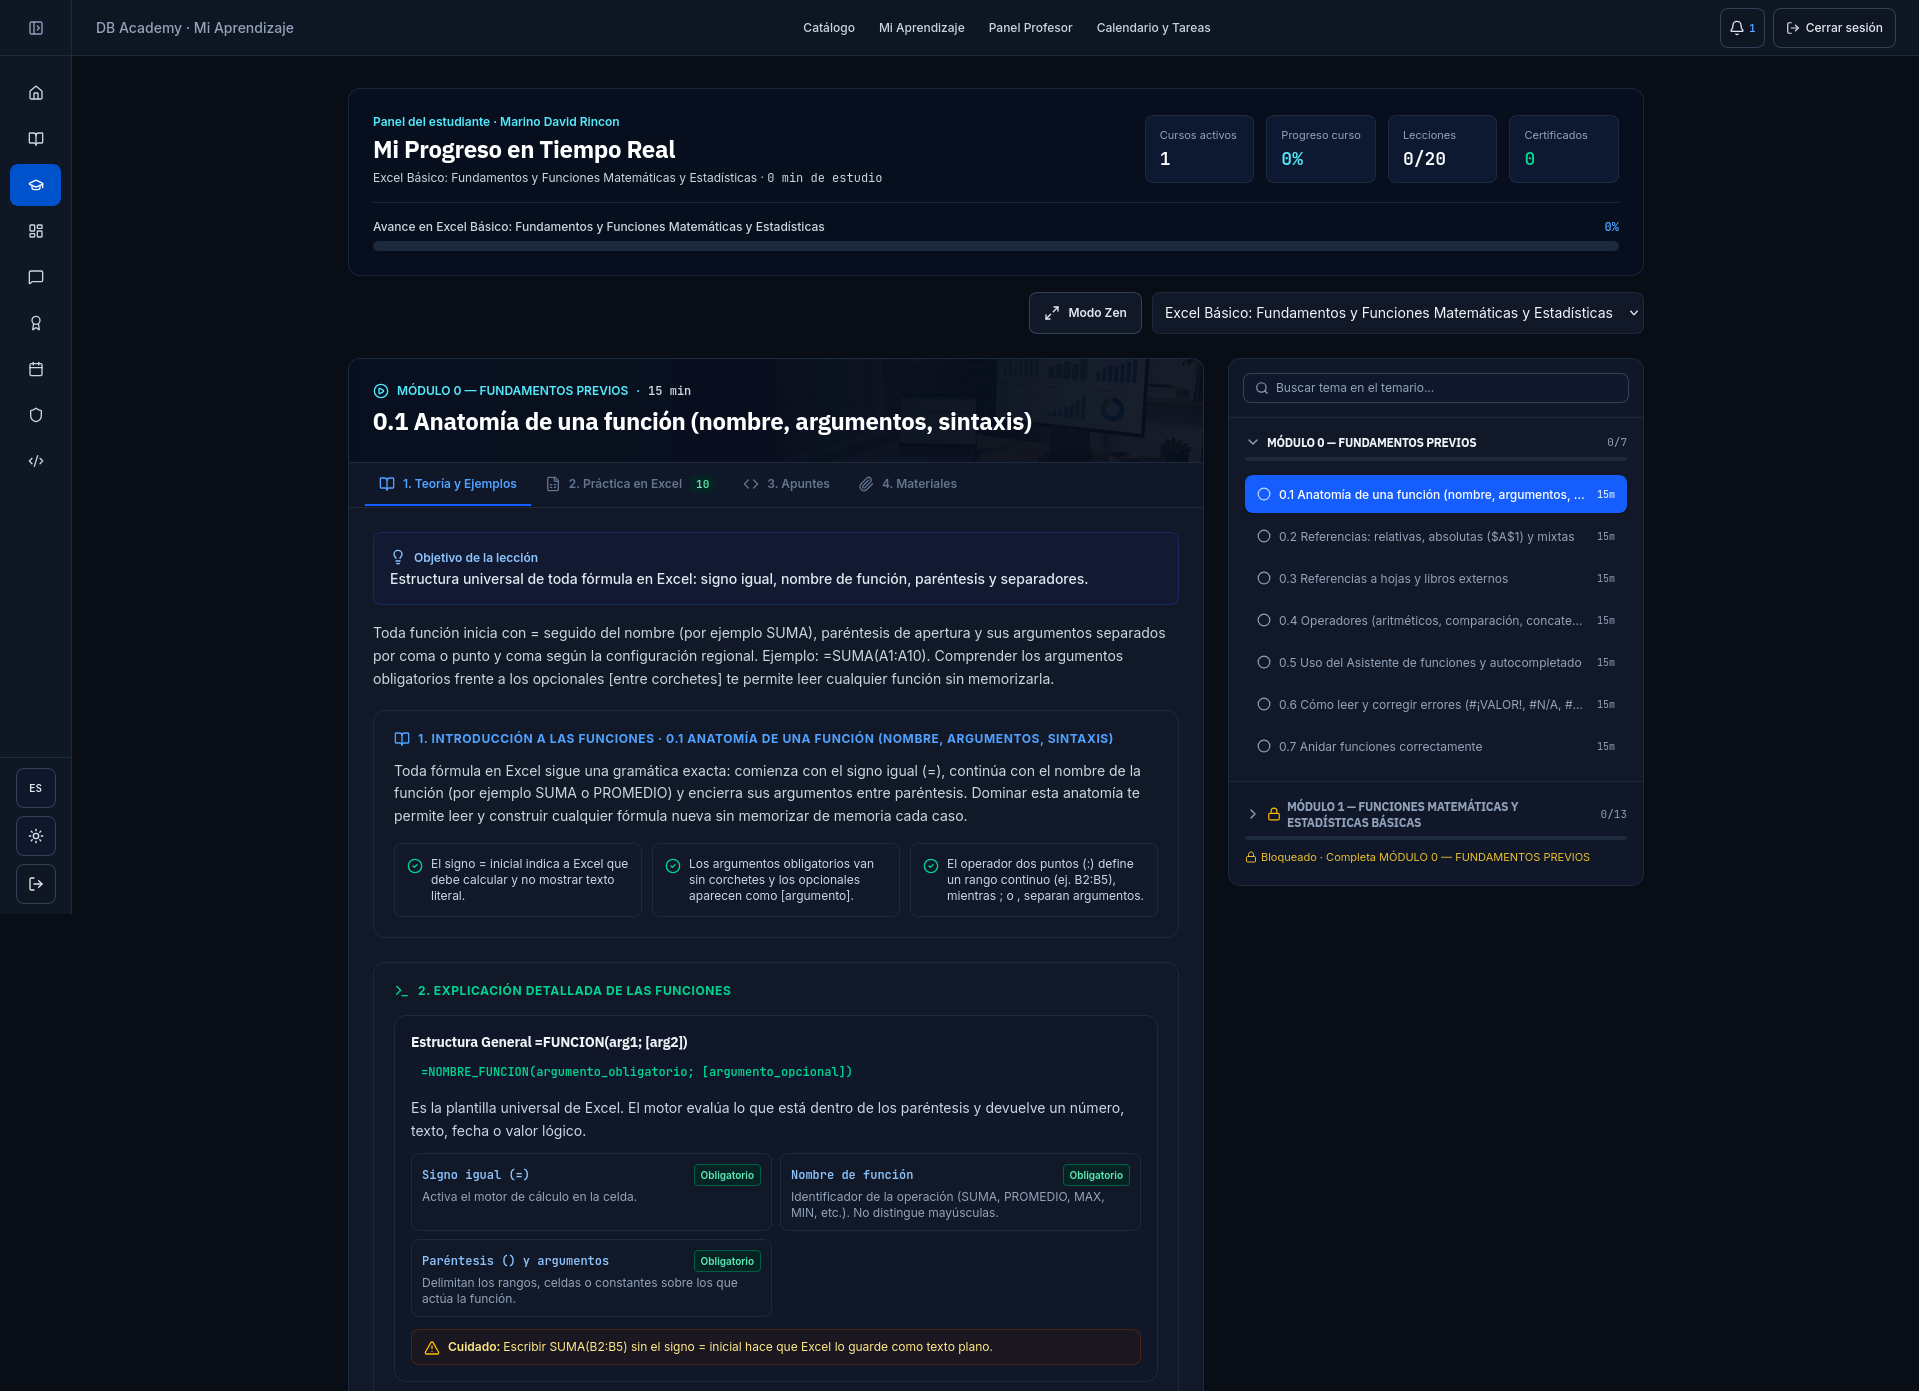 DB Academy · Mi Aprendizaje
Catálogo
Mi Aprendizaje
Panel Profesor
Calendario y Tareas
1
Cerrar sesión
Panel del estudiante · Marino David Rincon
Mi Progreso en Tiempo Real
Excel Básico: Fundamentos y Funciones Matemáticas y Estadísticas · 0 min de estudio
Cursos activos
1
Progreso curso
0%
Lecciones
0/20
Certificados
0
Avance en Excel Básico: Fundamentos y Funciones Matemáticas y Estadísticas
0%
Modo Zen
Excel Básico: Fundamentos y Funciones Matemáticas y Estadísticas
MÓDULO 0 — FUNDAMENTOS PREVIOS · 15 min
0.1 Anatomía de una función (nombre, argumentos, sintaxis)
1. Teoría y Ejemplos
2. Práctica en Excel 10
3. Apuntes
4. Materiales
Objetivo de la lección
Estructura universal de toda fórmula en Excel: signo igual, nombre de función, paréntesis y separadores.
Toda función inicia con = seguido del nombre (por ejemplo SUMA), paréntesis de apertura y sus argumentos separados
por coma o punto y coma según la configuración regional. Ejemplo: =SUMA(A1:A10). Comprender los argumentos
obligatorios frente a los opcionales [entre corchetes] te permite leer cualquier función sin memorizarla.
1. INTRODUCCIÓN A LAS FUNCIONES · 0.1 ANATOMÍA DE UNA FUNCIÓN (NOMBRE, ARGUMENTOS, SINTAXIS)
Toda fórmula en Excel sigue una gramática exacta: comienza con el signo igual (=), continúa con el nombre de la
función (por ejemplo SUMA o PROMEDIO) y encierra sus argumentos entre paréntesis. Dominar esta anatomía te
permite leer y construir cualquier fórmula nueva sin memorizar de memoria cada caso.
El signo = inicial indica a Excel que
debe calcular y no mostrar texto
literal.
Los argumentos obligatorios van
sin corchetes y los opcionales
aparecen como [argumento].
El operador dos puntos (:) define
un rango continuo (ej. B2:B5),
mientras ; o , separan argumentos.
2. EXPLICACIÓN DETALLADA DE LAS FUNCIONES
Estructura General =FUNCION(arg1; [arg2])
=NOMBRE_FUNCION(argumento_obligatorio; [argumento_opcional])
Es la plantilla universal de Excel. El motor evalúa lo que está dentro de los paréntesis y devuelve un número,
texto, fecha o valor lógico.
Signo igual (=)
Obligatorio
Activa el motor de cálculo en la celda.
Nombre de función
Obligatorio
Identificador de la operación (SUMA, PROMEDIO, MAX,
MIN, etc.). No distingue mayúsculas.
Paréntesis () y argumentos
Obligatorio
Delimitan los rangos, celdas o constantes sobre los que
actúa la función.
Cuidado: Escribir SUMA(B2:B5) sin el signo = inicial hace que Excel lo guarde como texto plano.
Buscar tema en el temario...
MÓDULO 0 — FUNDAMENTOS PREVIOS
0/7
0.1 Anatomía de una función (nombre, argumentos, ...
15m
0.2 Referencias: relativas, absolutas ($A$1) y mixtas
15m
0.3 Referencias a hojas y libros externos
15m
0.4 Operadores (aritméticos, comparación, concate...
15m
0.5 Uso del Asistente de funciones y autocompletado
15m
0.6 Cómo leer y corregir errores (#¡VALOR!, #N/A, #...
15m
0.7 Anidar funciones correctamente
15m
MÓDULO 1 — FUNCIONES MATEMÁTICAS Y
ESTADÍSTICAS BÁSICAS
0/13
Bloqueado · Completa MÓDULO 0 — FUNDAMENTOS PREVIOS
ES